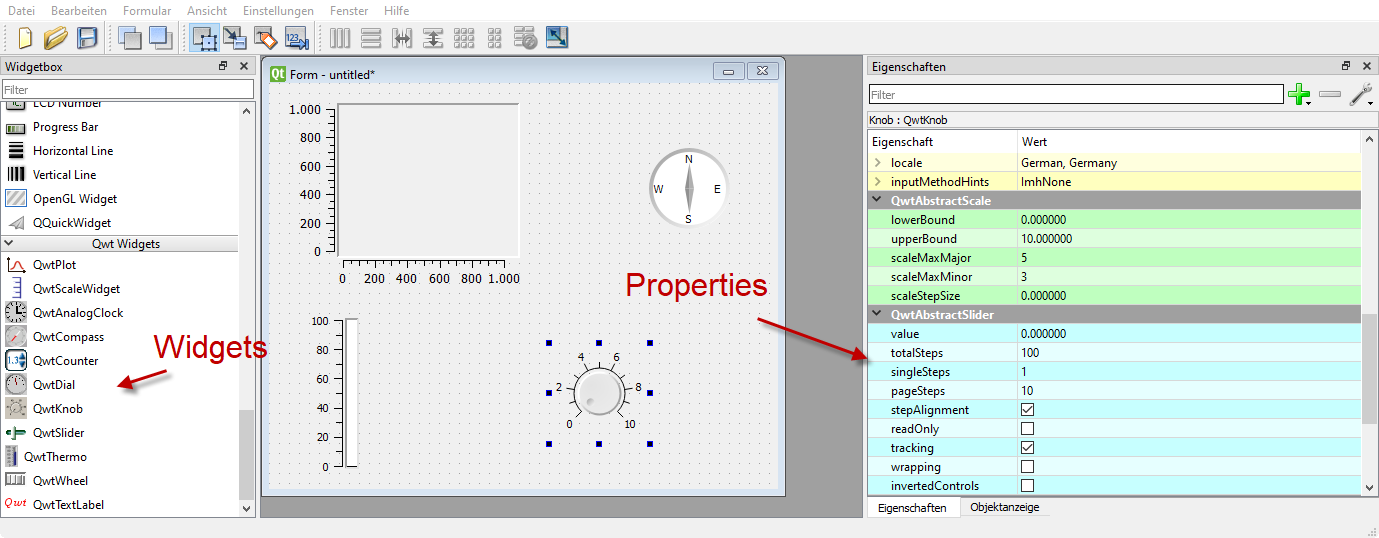 Datei Bearbeiten Formular Ansicht Einstellungen Fenster Hilfe
123
Widgetbox
Filter
LCD Number
Progress Bar
Horizontal Line
Vertical Line
OpenGL Widget
QQuickWidget
Qwt Widgets
QwtPlot
QwtScaleWidget
QwtAnalogClock
QwtCompass
1.3 QwtCounter
QwtDial
QwtKnob
QwtSlider
QwtThermo
QwtWheel
Qwt QwtTextLabel
Widgets
Qt Form - untitled*
1.000
800
600
400
200
0
0 200 400 600 800 1.000
N
W E
S
100
80
60
40
20
0
4 6
2 8
0 10
Properties
Eigenschaften
Filter
Knob : QwtKnob
Eigenschaft Wert
locale German, Germany
inputMethodHints ImhNone
QwtAbstractScale
lowerBound 0.000000
upperBound 10.000000
scaleMaxMajor 5
scaleMaxMinor 3
scaleStepSize 0.000000
QwtAbstractSlider
value 0.000000
totalSteps 100
singleSteps 1
pageSteps 10
stepAlignment
readOnly
tracking
wrapping
invertedControls
Eigenschaften Objektanzeige